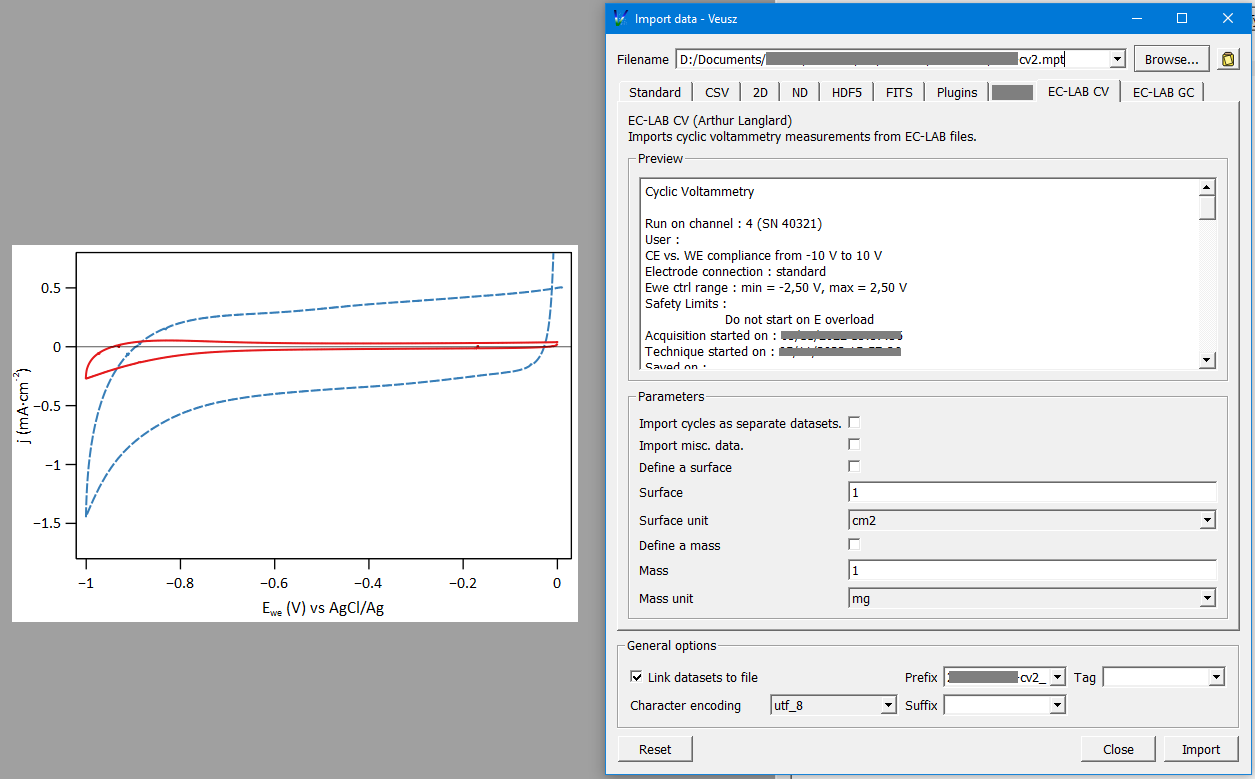 0.5
0
−0.5
−1
−1.5
j (mA·cm⁻²)
−1 −0.8 −0.6 −0.4 −0.2 0
Ewe (V) vs AgCl/Ag
Import data - Veusz
Filename D:/Documents/ cv2.mpt Browse...
Standard CSV 2D ND HDF5 FITS Plugins EC-LAB CV EC-LAB GC
EC-LAB CV (Arthur Langlard)
Imports cyclic voltammetry measurements from EC-LAB files.
Preview
Cyclic Voltammetry
Run on channel : 4 (SN 40321)
User :
CE vs. WE compliance from -10 V to 10 V
Electrode connection : standard
Ewe ctrl range : min = -2,50 V, max = 2,50 V
Safety Limits :
Do not start on E overload
Acquisition started on :
Technique started on :
Saved on :
Parameters
Import cycles as separate datasets.
Import misc. data.
Define a surface
Surface 1
Surface unit cm2
Define a mass
Mass 1
Mass unit mg
General options
Link datasets to file Prefix cv2_ Tag
Character encoding utf_8 Suffix
Reset Close Import